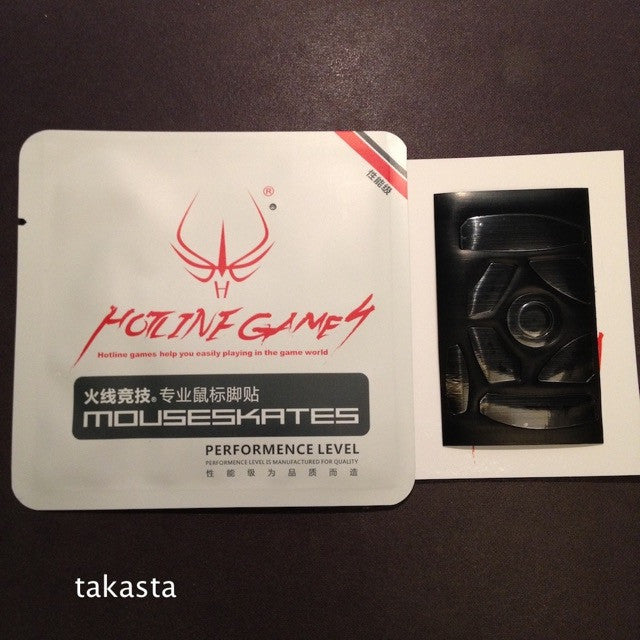 性能级
®
H
HOTLINE GAMES
Hotline games help you easily playing in the game world
火线竞技®专业鼠标脚贴
MOUSESKATES
PERFORMENCE LEVEL
PERFORMENCE LEVEL IS MANUFACTURED FOR QUALITY
性能级为品质而造
takasta